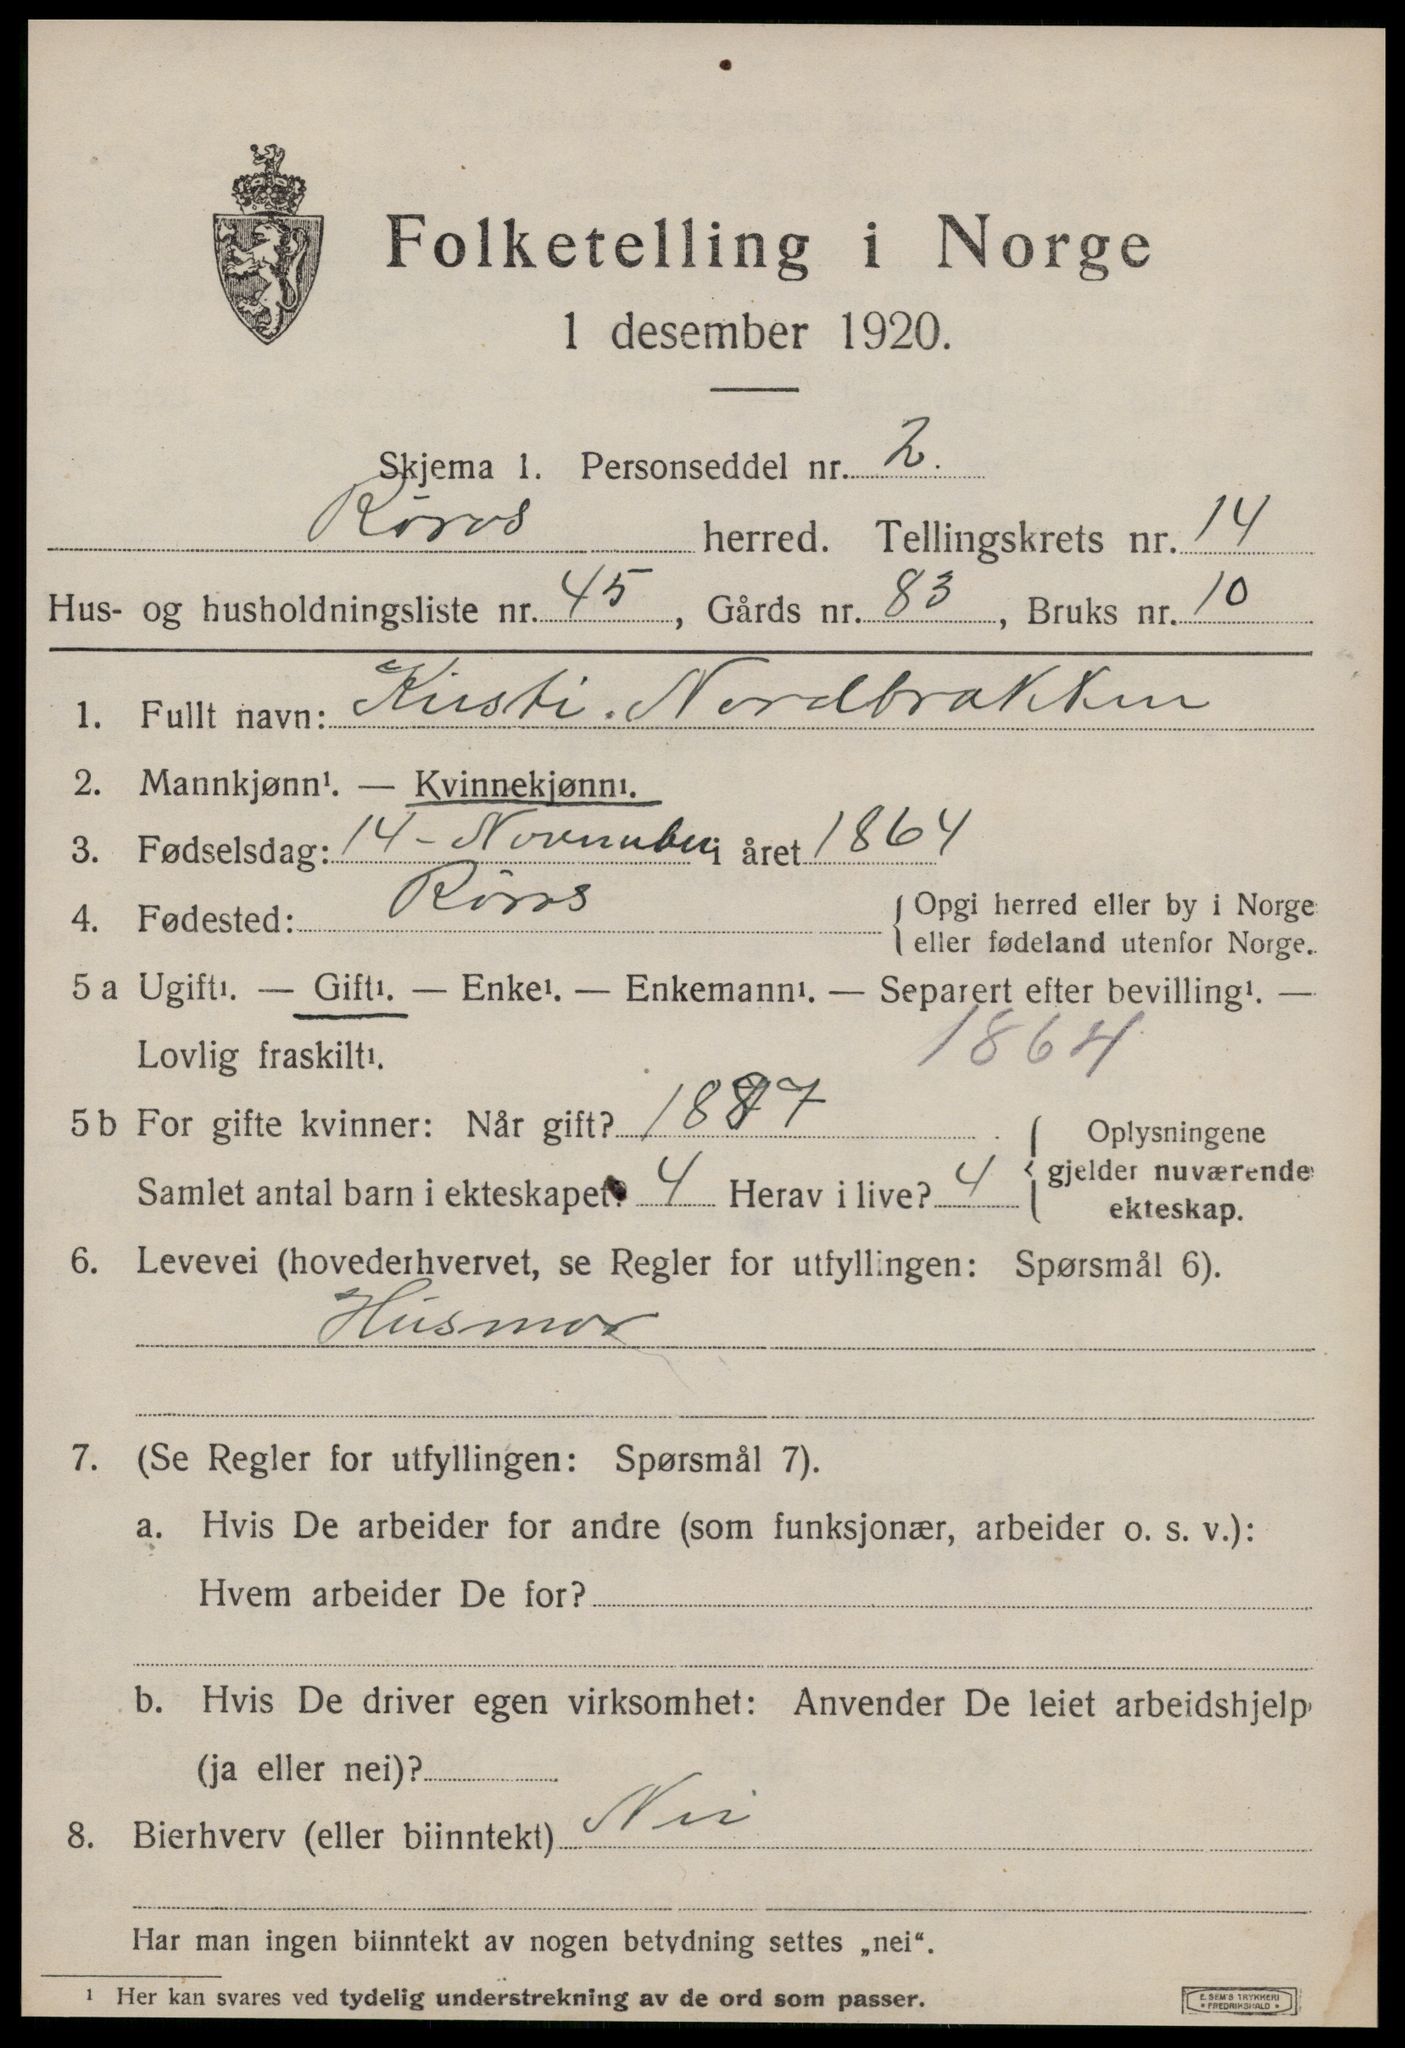 Folketelling i Norge
1 desember 1920.
Skjema 1. Personseddel nr. 2.
Røros herred. Tellingskrets nr. 14
Hus- og husholdningsliste nr. 45, Gårds nr. 83, Bruks nr. 10
1. Fullt navn: Kirsti. Nordbrakken
2. Mannkjønn¹. — Kvinnekjønn¹.
3. Fødselsdag: 14 - November i året 1864
4. Fødested: Røros { Opgi herred eller by i Norge
eller fødeland utenfor Norge.
5 a Ugift¹. — Gift¹. — Enke¹. — Enkemann¹. — Separert efter bevilling¹. —
Lovlig fraskilt¹.
1864
5 b For gifte kvinner: Når gift? 1887 { Oplysningene
gjelder nuværende
ekteskap.
Samlet antal barn i ekteskapet? 4 Herav i live? 4
6. Levevei (hovederhvervet, se Regler for utfyllingen: Spørsmål 6).
Husmor
7. (Se Regler for utfyllingen: Spørsmål 7).
a. Hvis De arbeider for andre (som funksjonær, arbeider o. s. v.):
Hvem arbeider De for?
b. Hvis De driver egen virksomhet: Anvender De leiet arbeidshjelp
(ja eller nei)?
8. Bierhverv (eller biinntekt) Nei
Har man ingen biinntekt av nogen betydning settes „nei“.
¹ Her kan svares ved tydelig understrekning av de ord som passer.
E. SEM'S TRYKKERI
• FREDRIKSHALD •